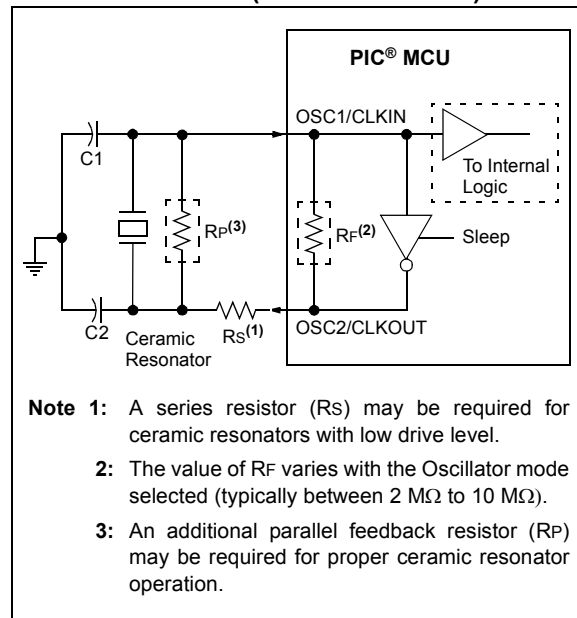 PIC® MCU
OSC1/CLKIN
C1
To Internal
Logic
RP(3)
RF(2)
Sleep
C2
Ceramic
Resonator
RS(1)
OSC2/CLKOUT
Note 1: A series resistor (RS) may be required for
ceramic resonators with low drive level.
2: The value of RF varies with the Oscillator mode
selected (typically between 2 MΩ to 10 MΩ).
3: An additional parallel feedback resistor (RP)
may be required for proper ceramic resonator
operation.